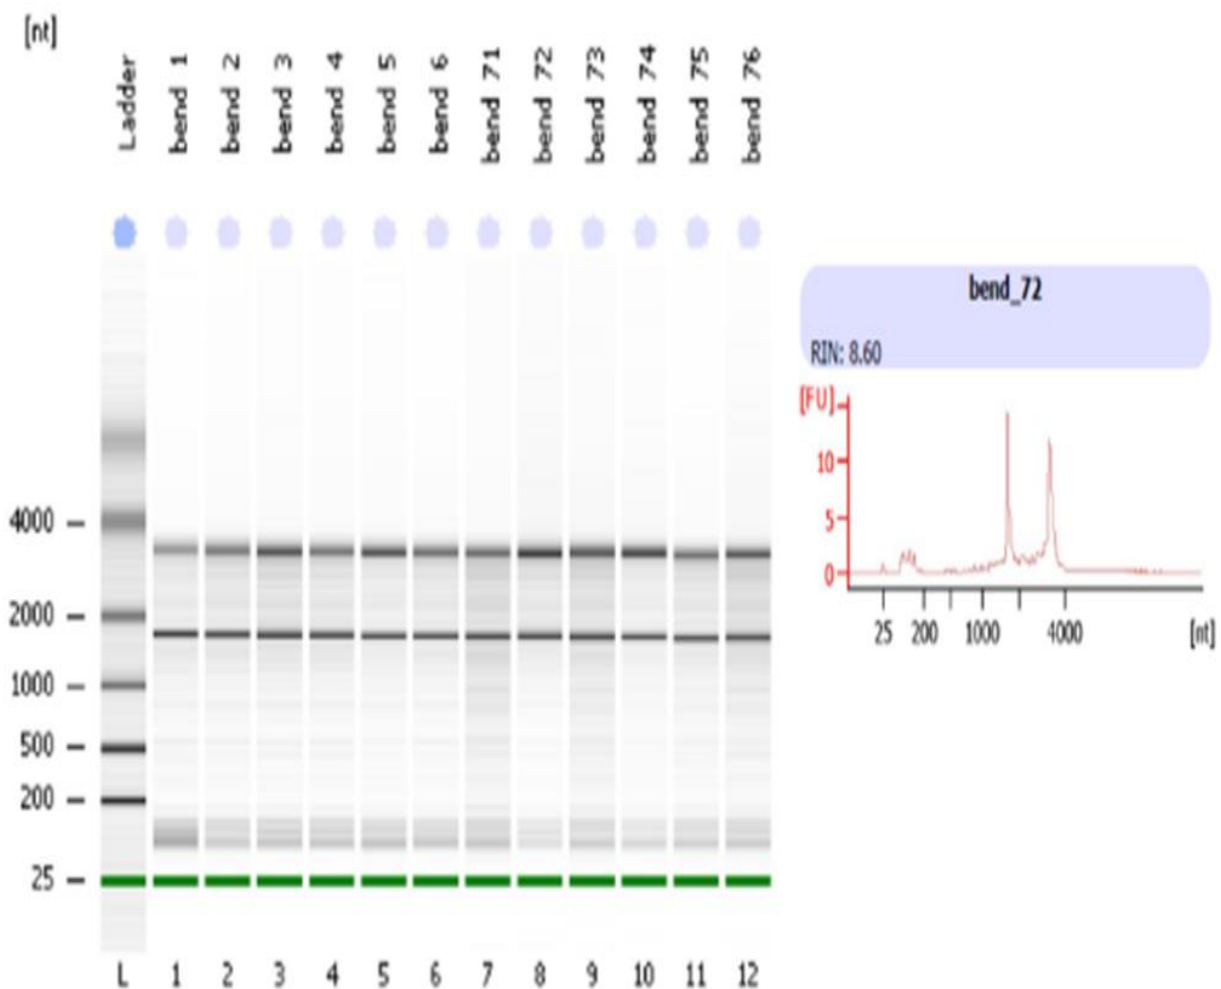 [nt]
Ladder
bend 1
bend 2
bend 3
bend 4
bend 5
bend 6
bend 71
bend 72
bend 73
bend 74
bend 75
bend 76
4000
2000
1000
500
200
25
L 1 2 3 4 5 6 7 8 9 10 11 12
bend_72
RIN: 8.60
[FU]
10
5
0
25 200 1000 4000 [nt]